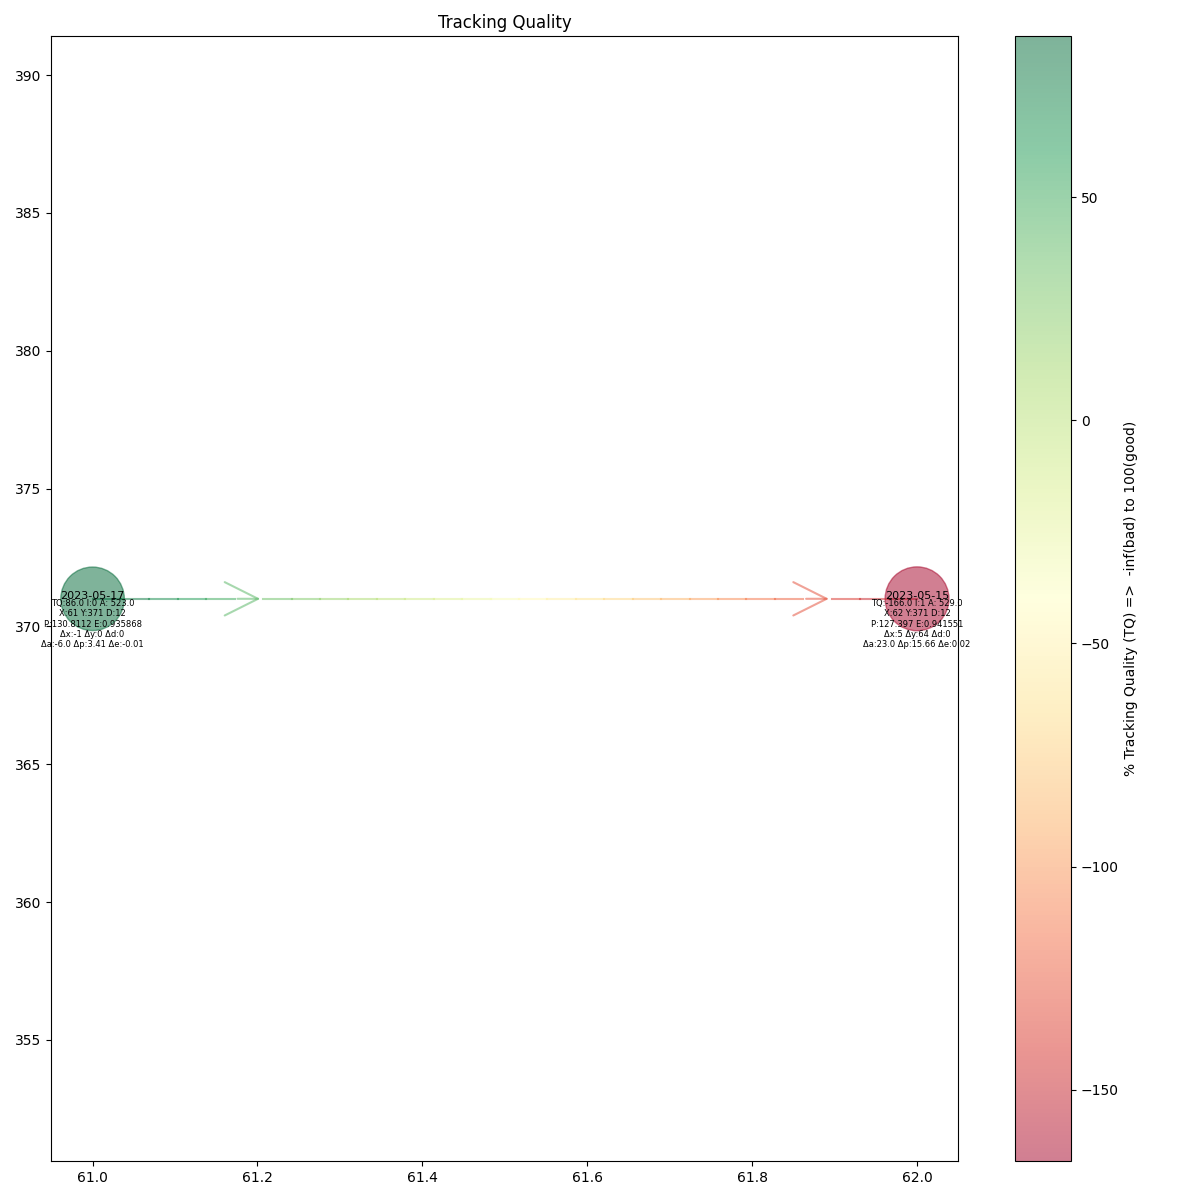 Tracking Quality
390
385
380
375
370
365
360
355
61.0
61.2
61.4
61.6
61.8
62.0
2023-05-17
TQ:86.0 I:0 A: 523.0
X:61 Y:371 D:12
P:130.8112 E:0.935868
Δx:-1 Δy:0 Δd:0
Δa:-6.0 Δp:3.41 Δe:-0.01
2023-05-15
TQ:-166.0 I:1 A: 529.0
X:62 Y:371 D:12
P:127.397 E:0.941551
Δx:5 Δy:64 Δd:0
Δa:23.0 Δp:15.66 Δe:0.02
50
0
−50
−100
−150
% Tracking Quality (TQ) => -inf(bad) to 100(good)